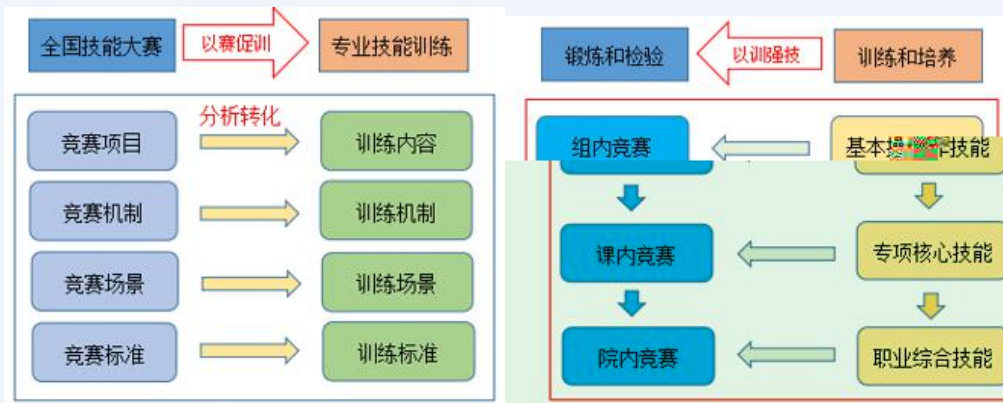 全国技能大赛
以赛促训
专业技能训练
分析转化
竞赛项目
训练内容
竞赛机制
训练机制
竞赛场景
训练场景
竞赛标准
训练标准
锻炼和检验
以训强技
训练和培养
组内竞赛
基本操作技能
课内竞赛
专项核心技能
院内竞赛
职业综合技能